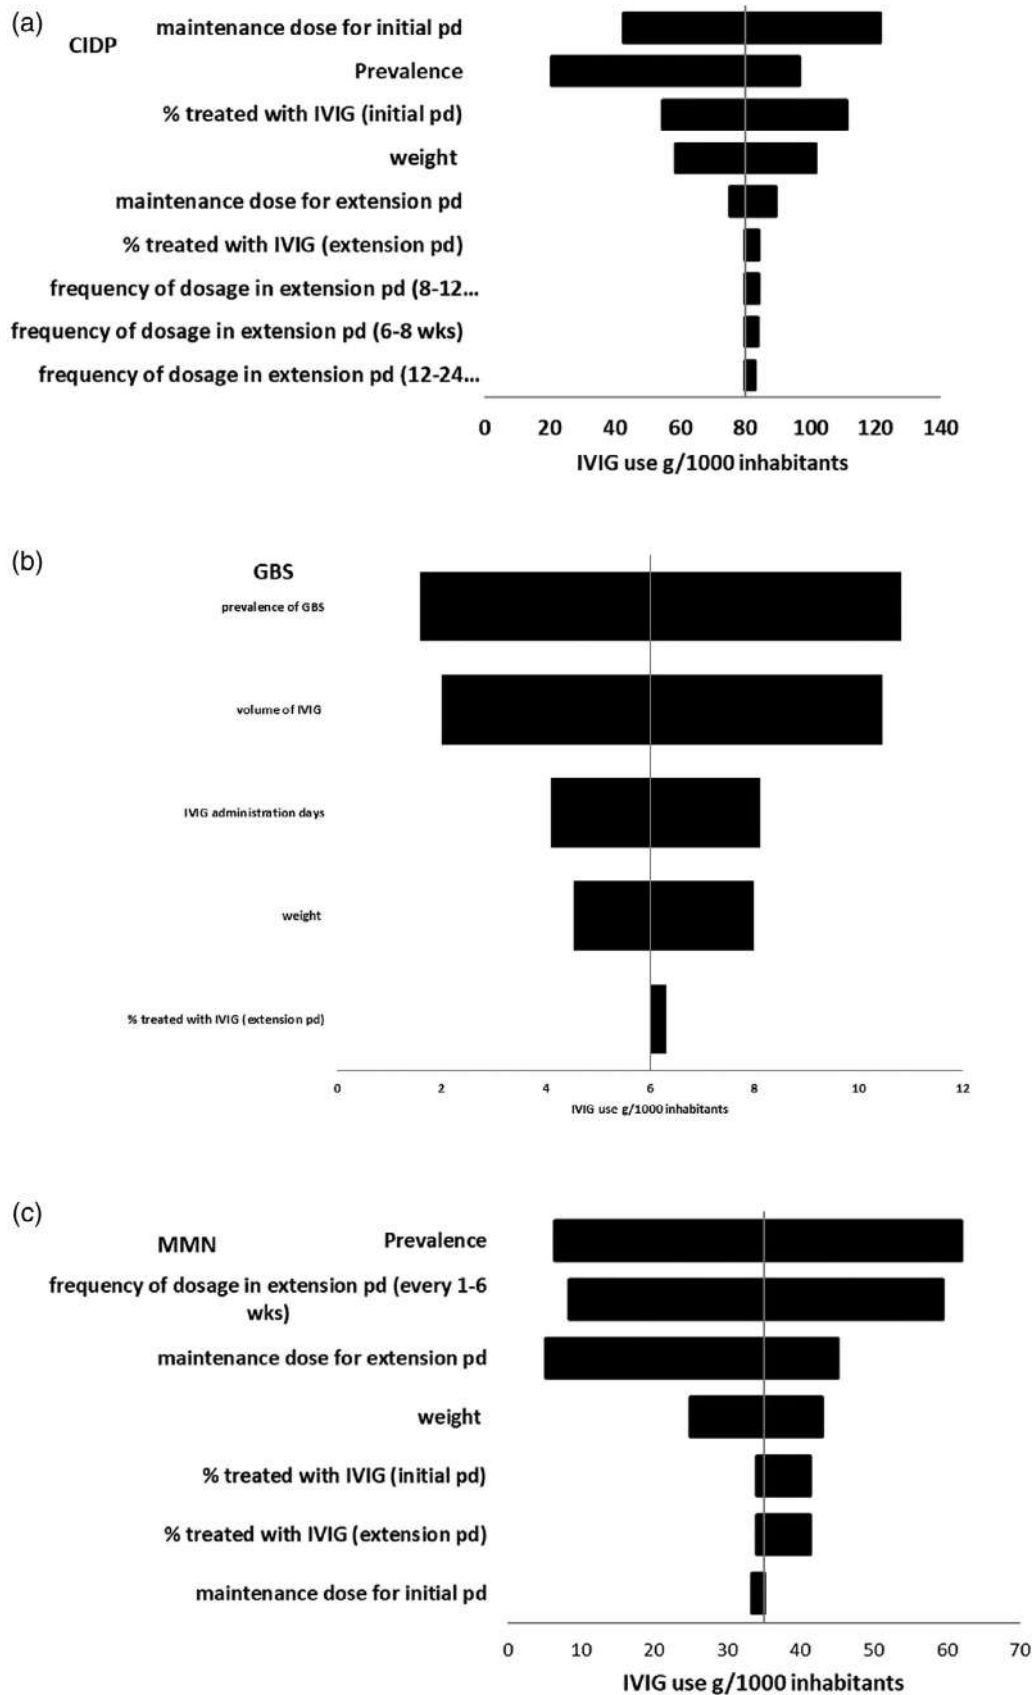 (a)
CIDP
maintenance dose for initial pd
Prevalence
% treated with IVIG (initial pd)
weight
maintenance dose for extension pd
% treated with IVIG (extension pd)
frequency of dosage in extension pd (8-12...
frequency of dosage in extension pd (6-8 wks)
frequency of dosage in extension pd (12-24...
0 20 40 60 80 100 120 140
IVIG use g/1000 inhabitants
(b)
GBS
prevalence of GBS
volume of IVIG
IVIG administration days
weight
% treated with IVIG (extension pd)
0 2 4 6 8 10 12
IVIG use g/1000 inhabitants
(c)
MMN
Prevalence
frequency of dosage in extension pd (every 1-6
wks)
maintenance dose for extension pd
weight
% treated with IVIG (initial pd)
% treated with IVIG (extension pd)
maintenance dose for initial pd
0 10 20 30 40 50 60 70
IVIG use g/1000 inhabitants